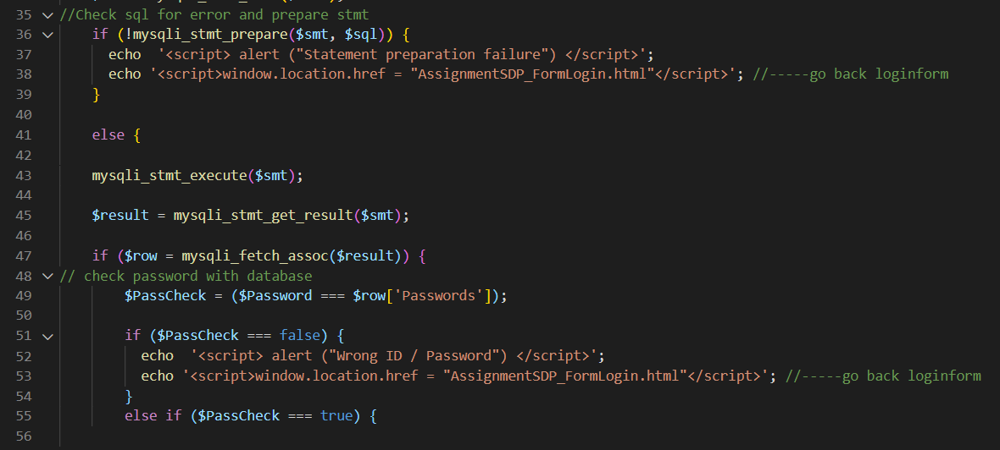 35 //Check sql for error and prepare stmt
36 if (!mysqli_stmt_prepare($smt, $sql)) {
37 echo  '<script> alert ("Statement preparation failure") </script>';
38 echo '<script>window.location.href = "AssignmentSDP_FormLogin.html"</script>'; //-----go back loginform
39 }
40
41 else {
42
43 mysqli_stmt_execute($smt);
44
45 $result = mysqli_stmt_get_result($smt);
46
47 if ($row = mysqli_fetch_assoc($result)) {
48 // check password with database
49 $PassCheck = ($Password === $row['Passwords']);
50
51 if ($PassCheck === false) {
52 echo  '<script> alert ("Wrong ID / Password") </script>';
53 echo '<script>window.location.href = "AssignmentSDP_FormLogin.html"</script>'; //-----go back loginform
54 }
55 else if ($PassCheck === true) {
56